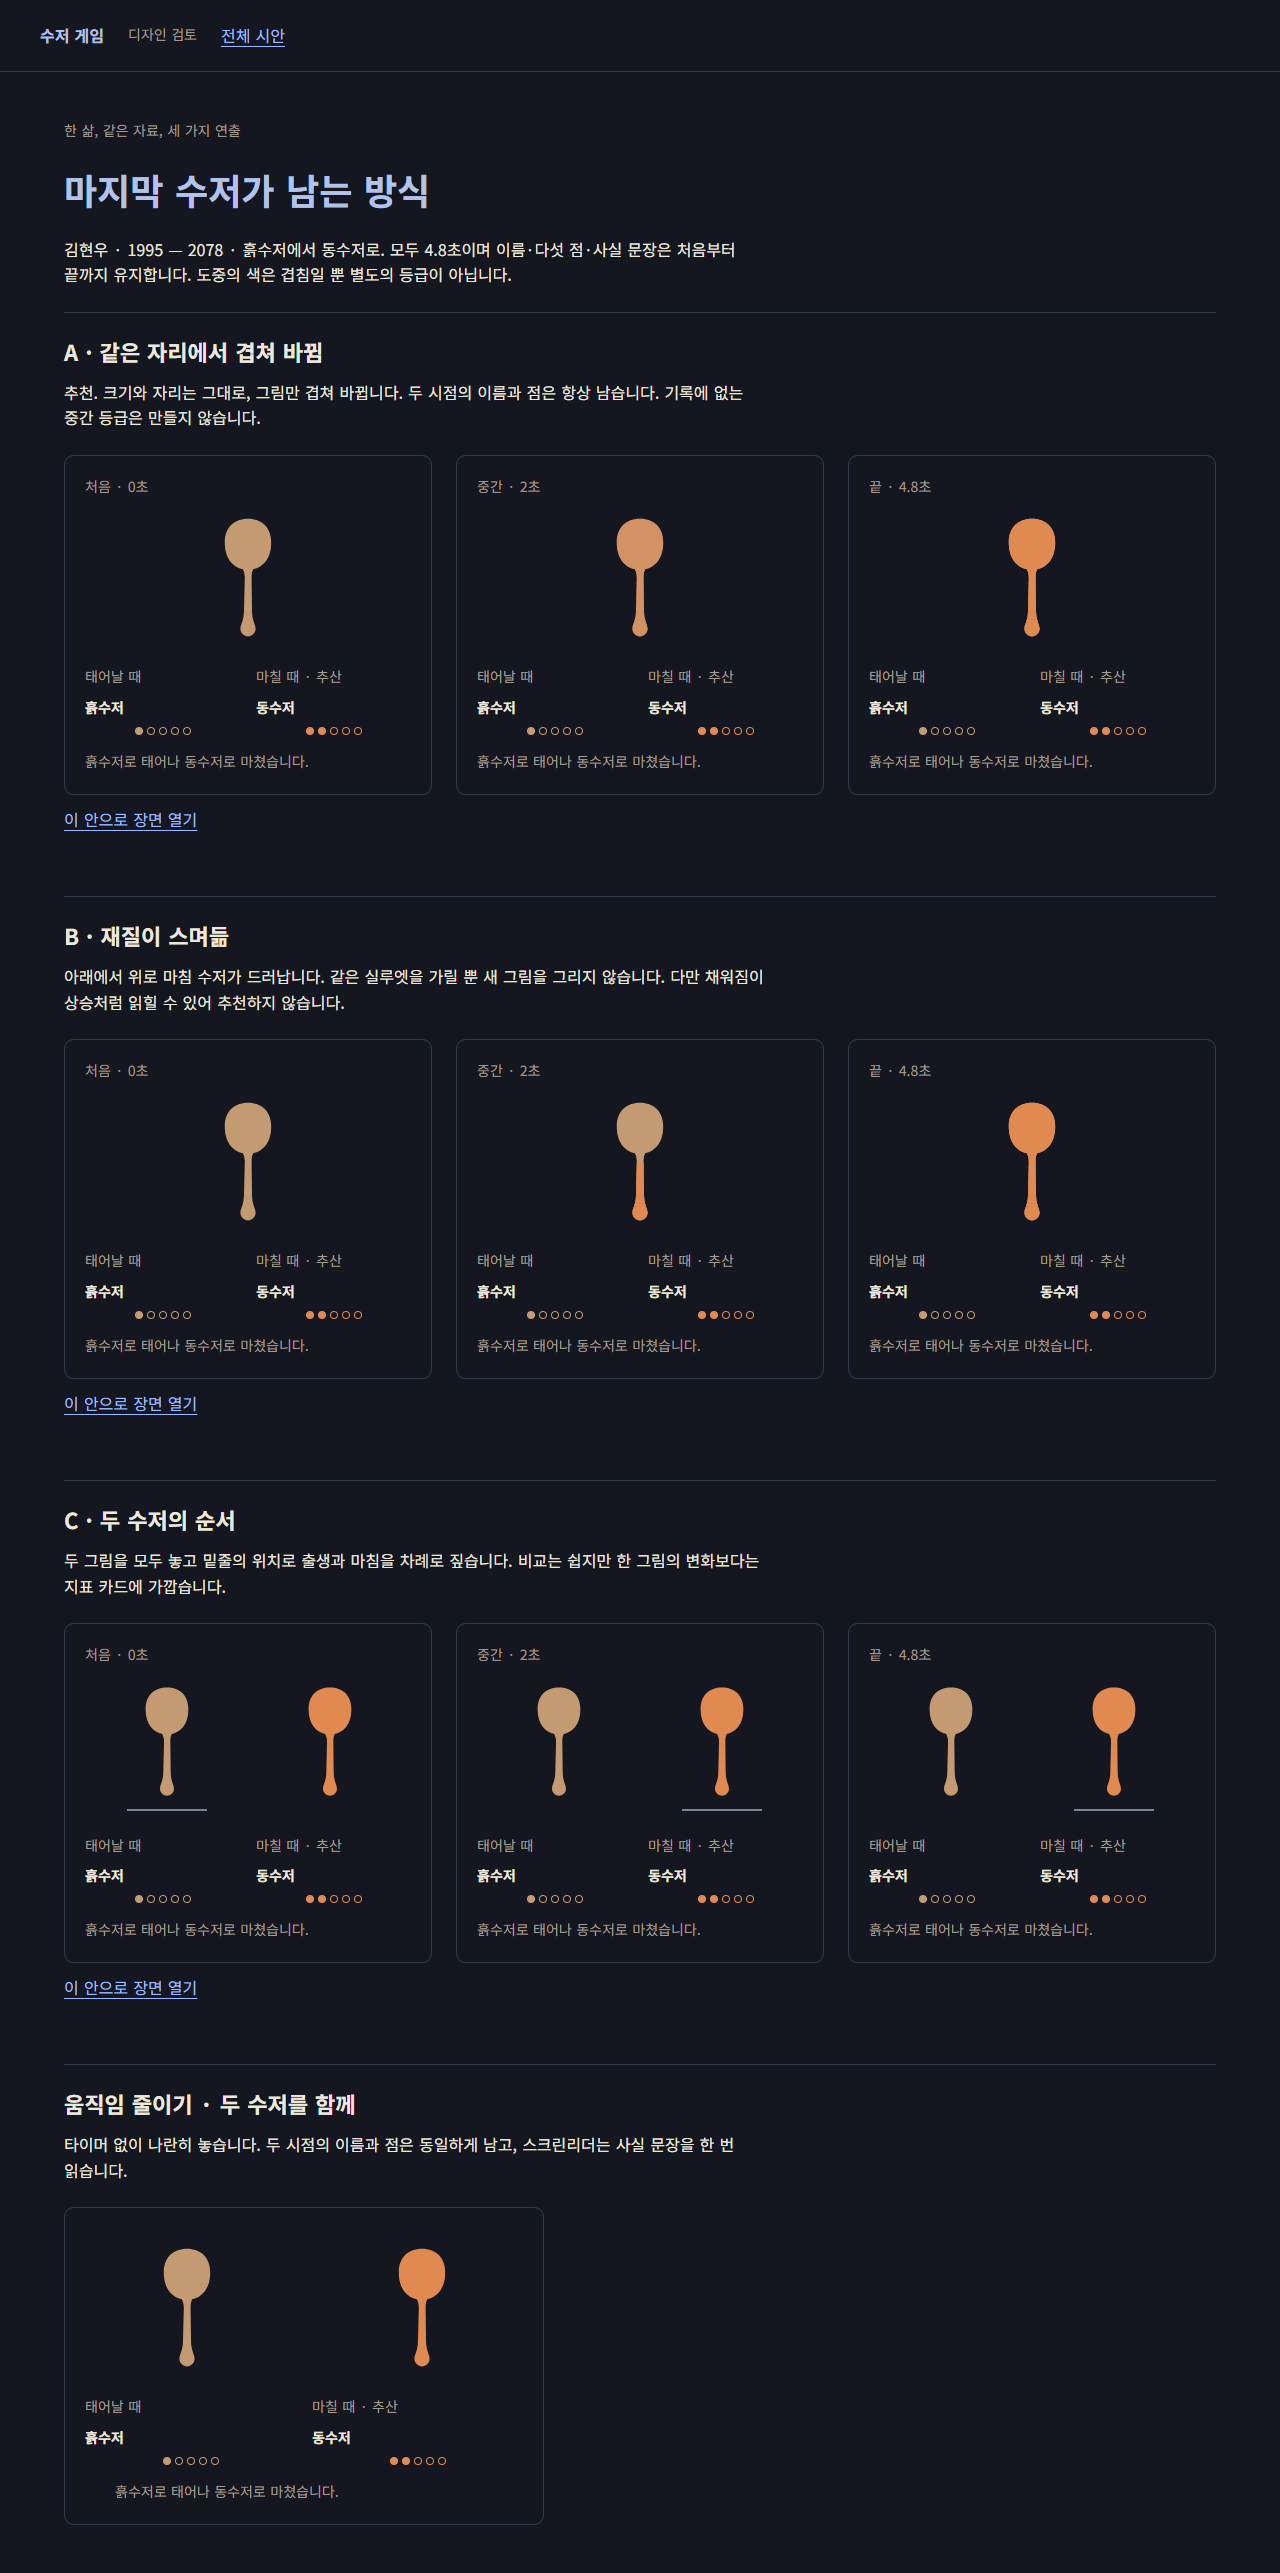 수저 게임 디자인 검토 전체 시안
한 삶, 같은 자료, 세 가지 연출
마지막 수저가 남는 방식
김현우 · 1995 — 2078 · 흙수저에서 동수저로. 모두 4.8초이며 이름·다섯 점·사실 문장은 처음부터
끝까지 유지합니다. 도중의 색은 겹침일 뿐 별도의 등급이 아닙니다.
A · 같은 자리에서 겹쳐 바뀜
추천. 크기와 자리는 그대로, 그림만 겹쳐 바뀝니다. 두 시점의 이름과 점은 항상 남습니다. 기록에 없는
중간 등급은 만들지 않습니다.
처음 · 0초
태어날 때 마칠 때 · 추산
흙수저 동수저
흙수저로 태어나 동수저로 마쳤습니다.
중간 · 2초
태어날 때 마칠 때 · 추산
흙수저 동수저
흙수저로 태어나 동수저로 마쳤습니다.
끝 · 4.8초
태어날 때 마칠 때 · 추산
흙수저 동수저
흙수저로 태어나 동수저로 마쳤습니다.
이 안으로 장면 열기
B · 재질이 스며듦
아래에서 위로 마침 수저가 드러납니다. 같은 실루엣을 가릴 뿐 새 그림을 그리지 않습니다. 다만 채워짐이
상승처럼 읽힐 수 있어 추천하지 않습니다.
처음 · 0초
태어날 때 마칠 때 · 추산
흙수저 동수저
흙수저로 태어나 동수저로 마쳤습니다.
중간 · 2초
태어날 때 마칠 때 · 추산
흙수저 동수저
흙수저로 태어나 동수저로 마쳤습니다.
끝 · 4.8초
태어날 때 마칠 때 · 추산
흙수저 동수저
흙수저로 태어나 동수저로 마쳤습니다.
이 안으로 장면 열기
C · 두 수저의 순서
두 그림을 모두 놓고 밑줄의 위치로 출생과 마침을 차례로 짚습니다. 비교는 쉽지만 한 그림의 변화보다는
지표 카드에 가깝습니다.
처음 · 0초
태어날 때 마칠 때 · 추산
흙수저 동수저
흙수저로 태어나 동수저로 마쳤습니다.
중간 · 2초
태어날 때 마칠 때 · 추산
흙수저 동수저
흙수저로 태어나 동수저로 마쳤습니다.
끝 · 4.8초
태어날 때 마칠 때 · 추산
흙수저 동수저
흙수저로 태어나 동수저로 마쳤습니다.
이 안으로 장면 열기
움직임 줄이기 · 두 수저를 함께
타이머 없이 나란히 놓습니다. 두 시점의 이름과 점은 동일하게 남고, 스크린리더는 사실 문장을 한 번
읽습니다.
태어날 때 마칠 때 · 추산
흙수저 동수저
흙수저로 태어나 동수저로 마쳤습니다.